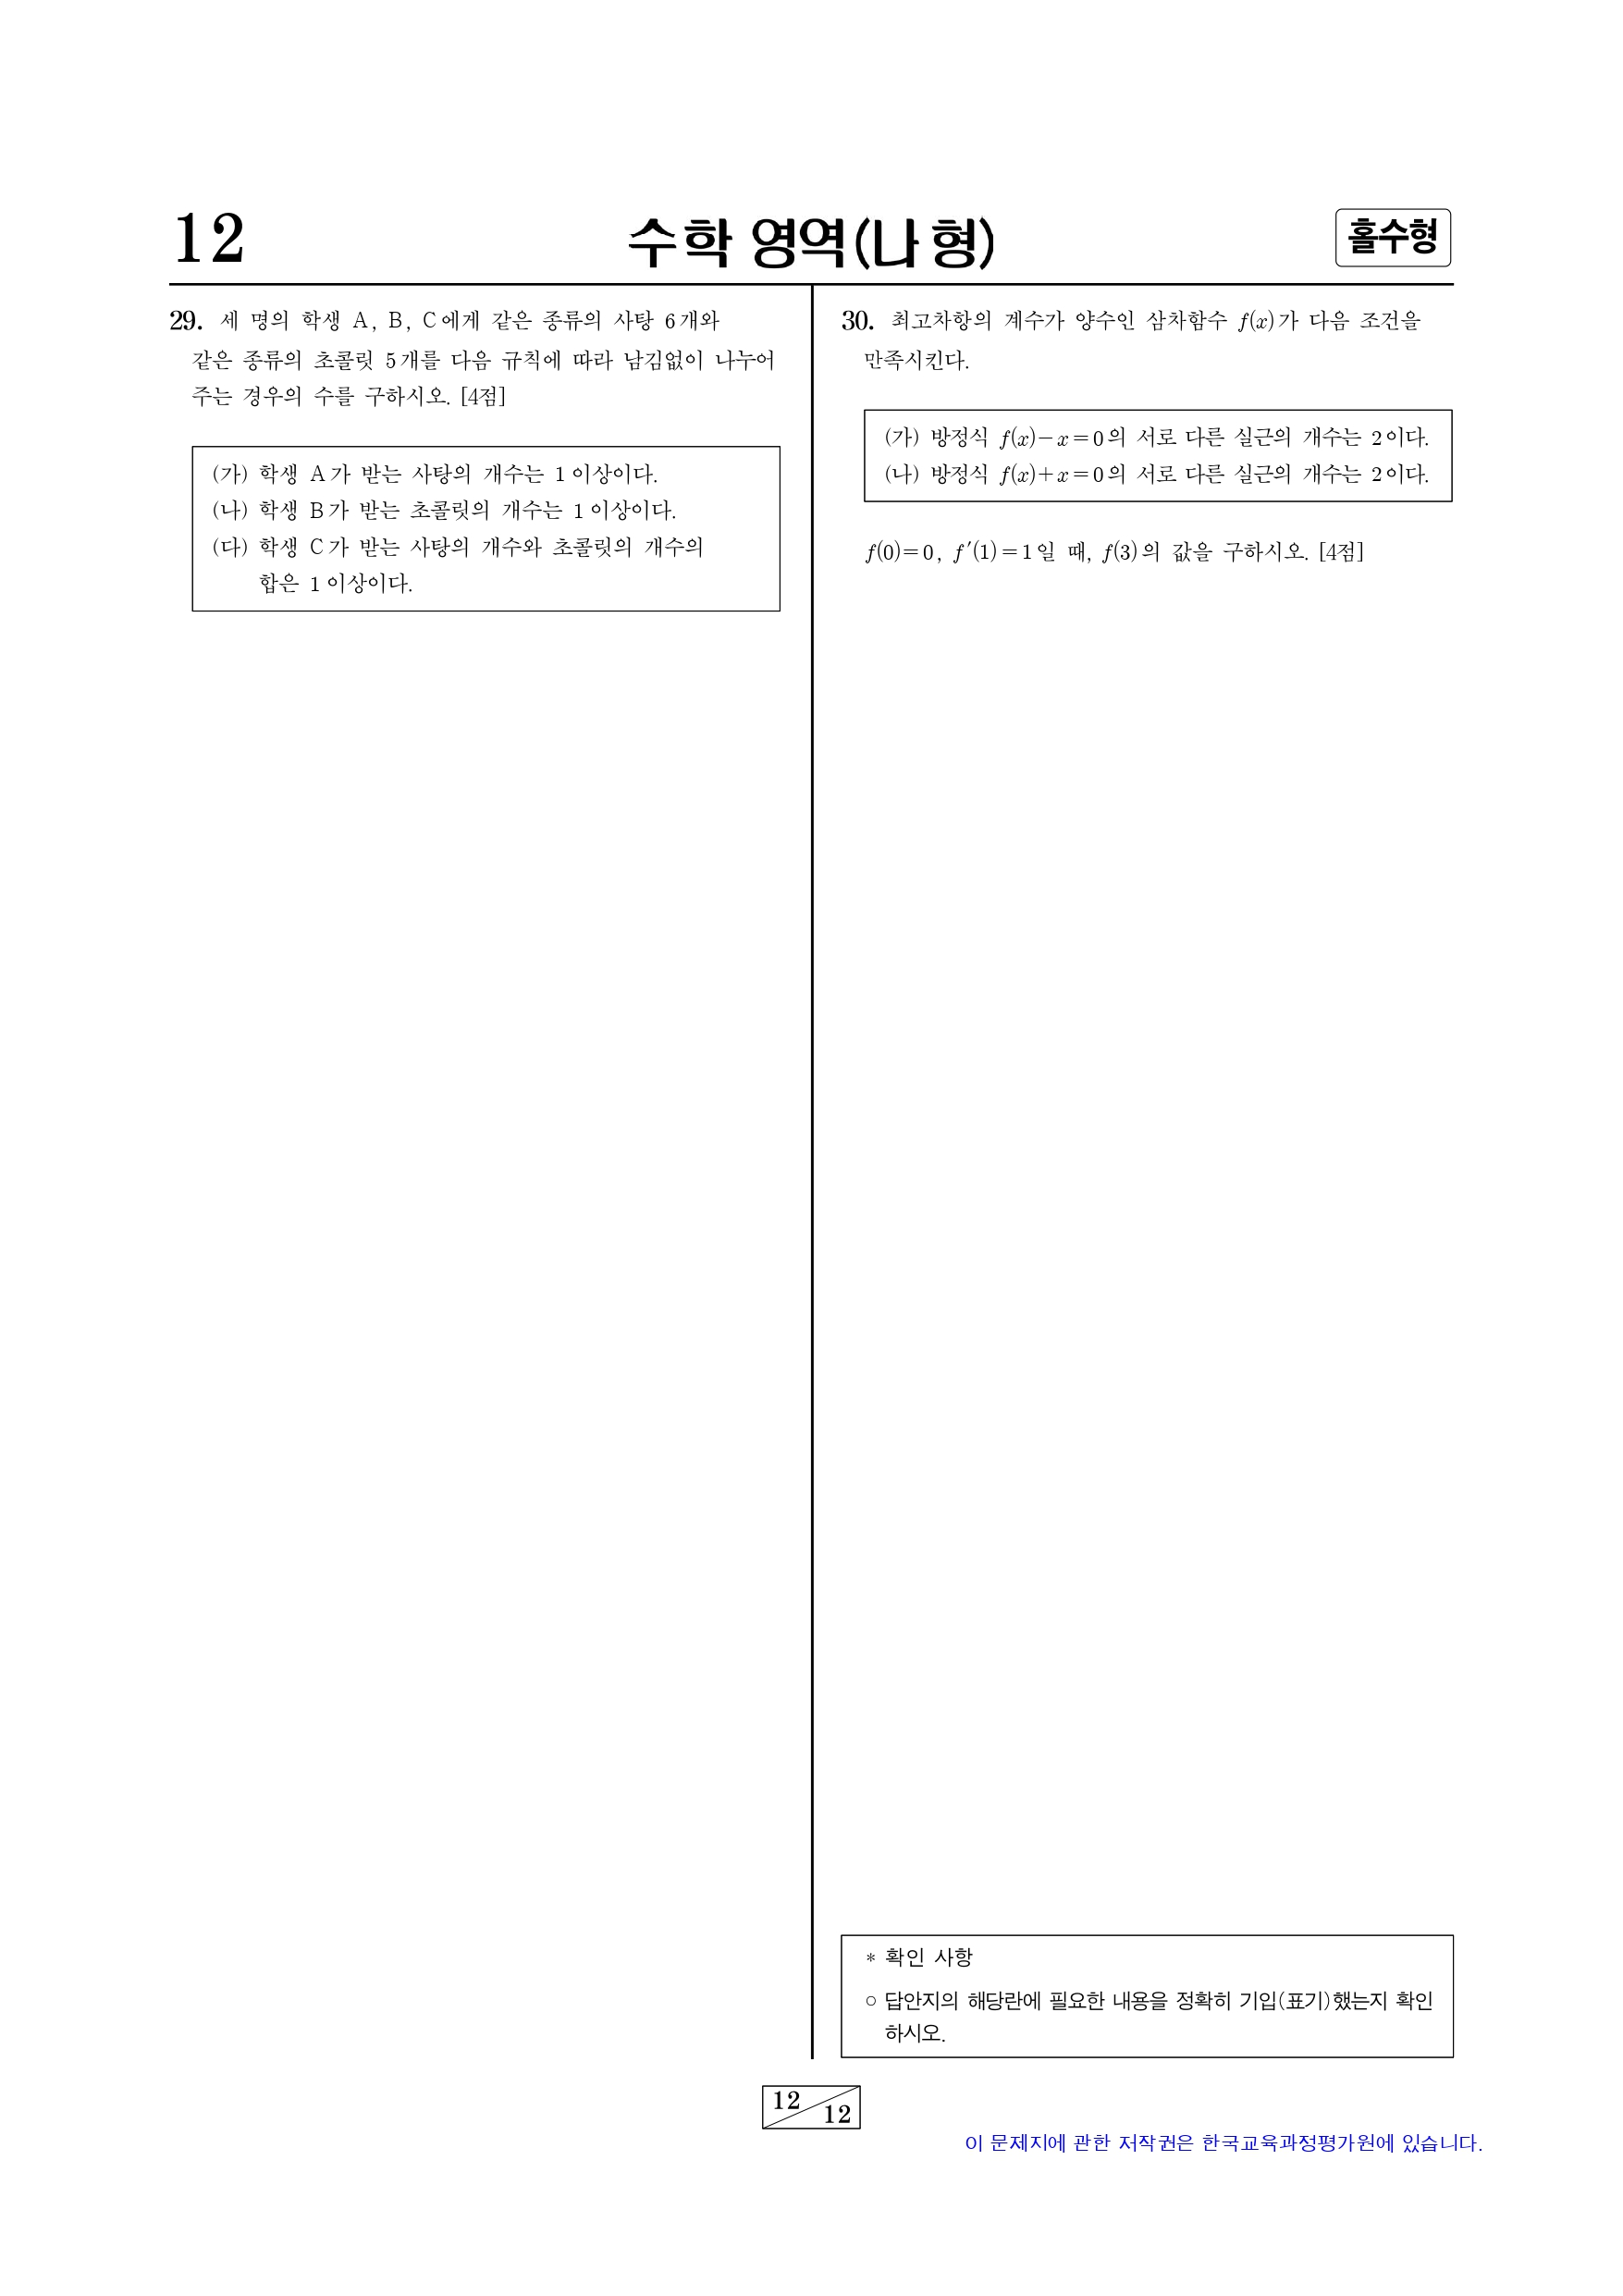 12
수학 영역(나 형)
홀수형
29. 세 명의 학생 A, B, C에게 같은 종류의 사탕 6개와
같은 종류의 초콜릿 5개를 다음 규칙에 따라 남김없이 나누어
주는 경우의 수를 구하시오. [4점]
(가) 학생 A가 받는 사탕의 개수는 1이상이다.
(나) 학생 B가 받는 초콜릿의 개수는 1이상이다.
(다) 학생 C가 받는 사탕의 개수와 초콜릿의 개수의
합은 1이상이다.
30. 최고차항의 계수가 양수인 삼차함수 f(x)가 다음 조건을
만족시킨다.
(가) 방정식 f(x)-x=0의 서로 다른 실근의 개수는 2이다.
(나) 방정식 f(x)+x=0의 서로 다른 실근의 개수는 2이다.
f(0)=0, f′(1)=1일 때, f(3)의 값을 구하시오. [4점]
* 확인 사항
○ 답안지의 해당란에 필요한 내용을 정확히 기입(표기)했는지 확인
하시오.
12
12
이 문제지에 관한 저작권은 한국교육과정평가원에 있습니다.